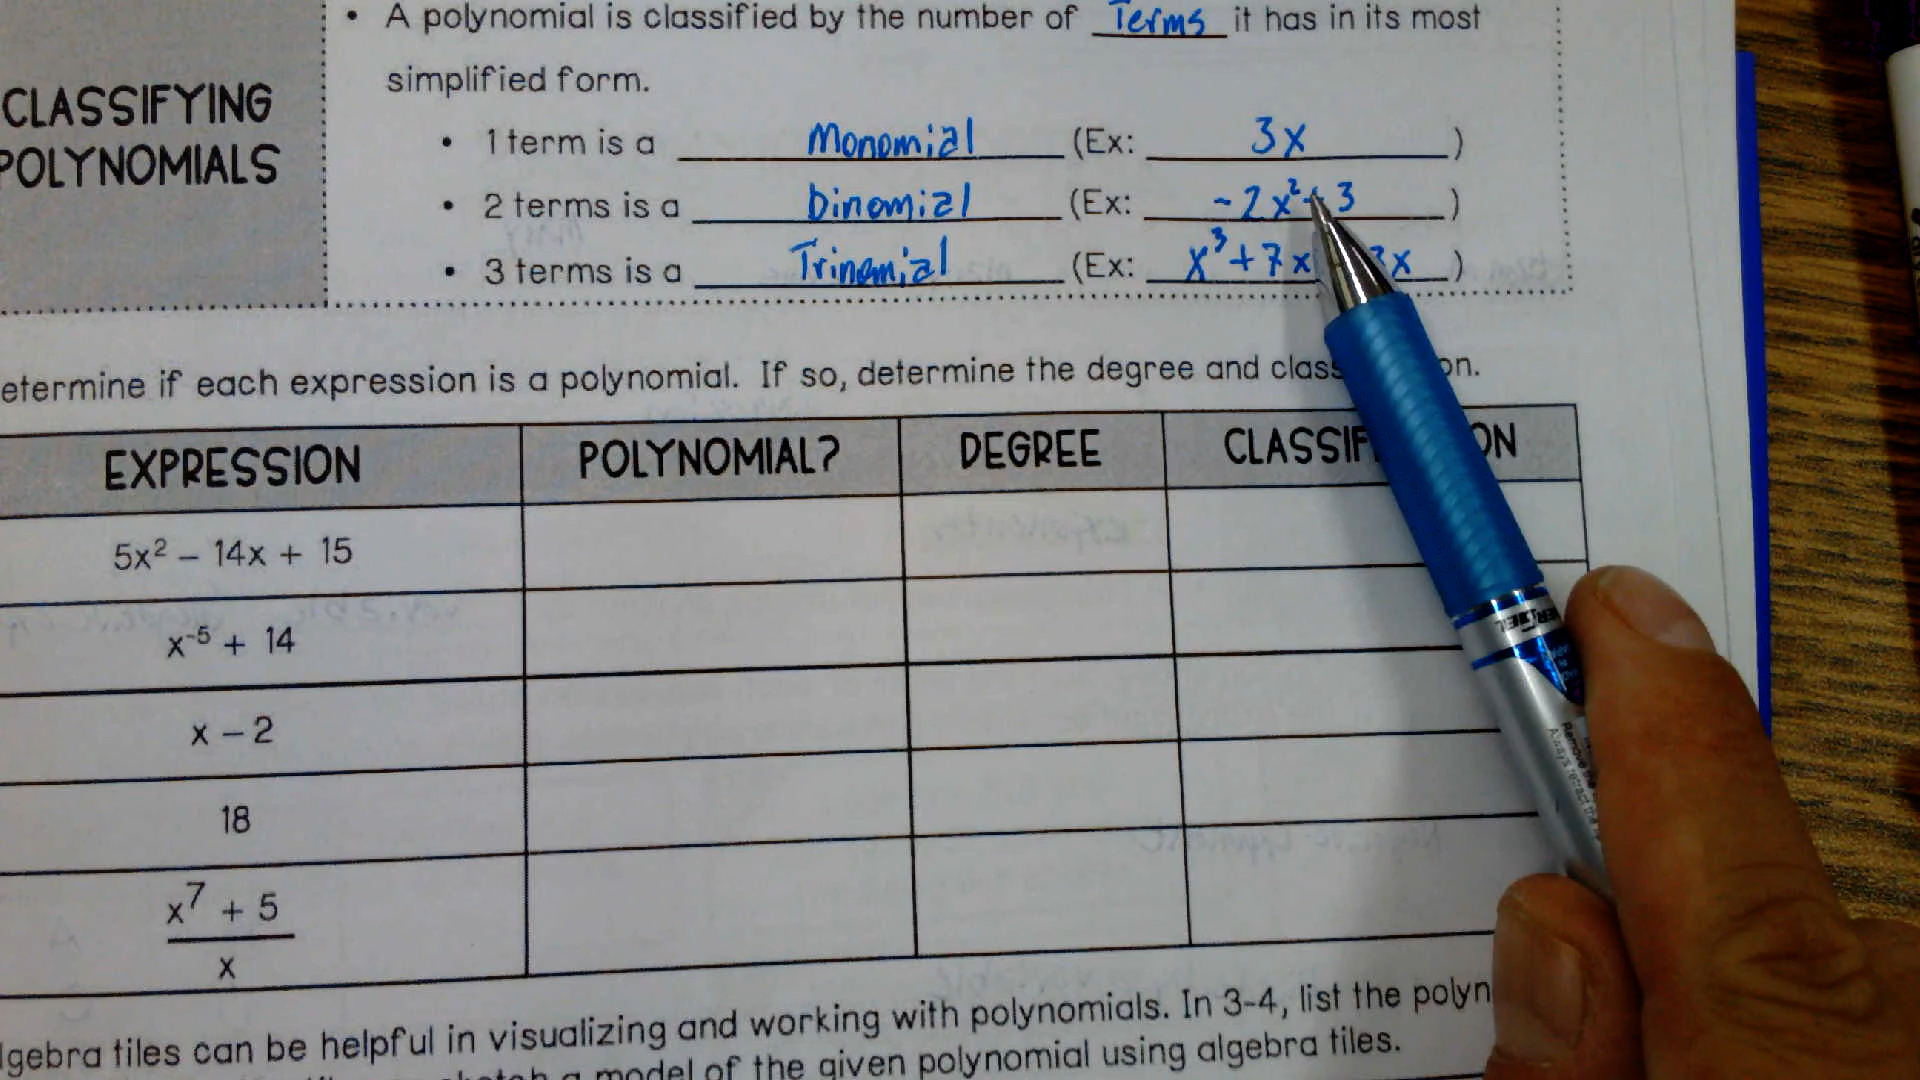 • A polynomial is classified by the number of Terms it has in its most
simplified form.
CLASSIFYING
POLYNOMIALS
• 1 term is a Monomial (Ex: 3x )
• 2 terms is a binomial (Ex: -2x² + 3 )
• 3 terms is a Trinomial (Ex: x³ + 7x 3x )
etermine if each expression is a polynomial. If so, determine the degree and class on.
EXPRESSION POLYNOMIAL? DEGREE CLASSIF ON
5x² – 14x + 15
x⁻⁵ + 14
x – 2
18
x⁷ + 5
x
lgebra tiles can be helpful in visualizing and working with polynomials. In 3-4, list the polyn
a model of the given polynomial using algebra tiles.